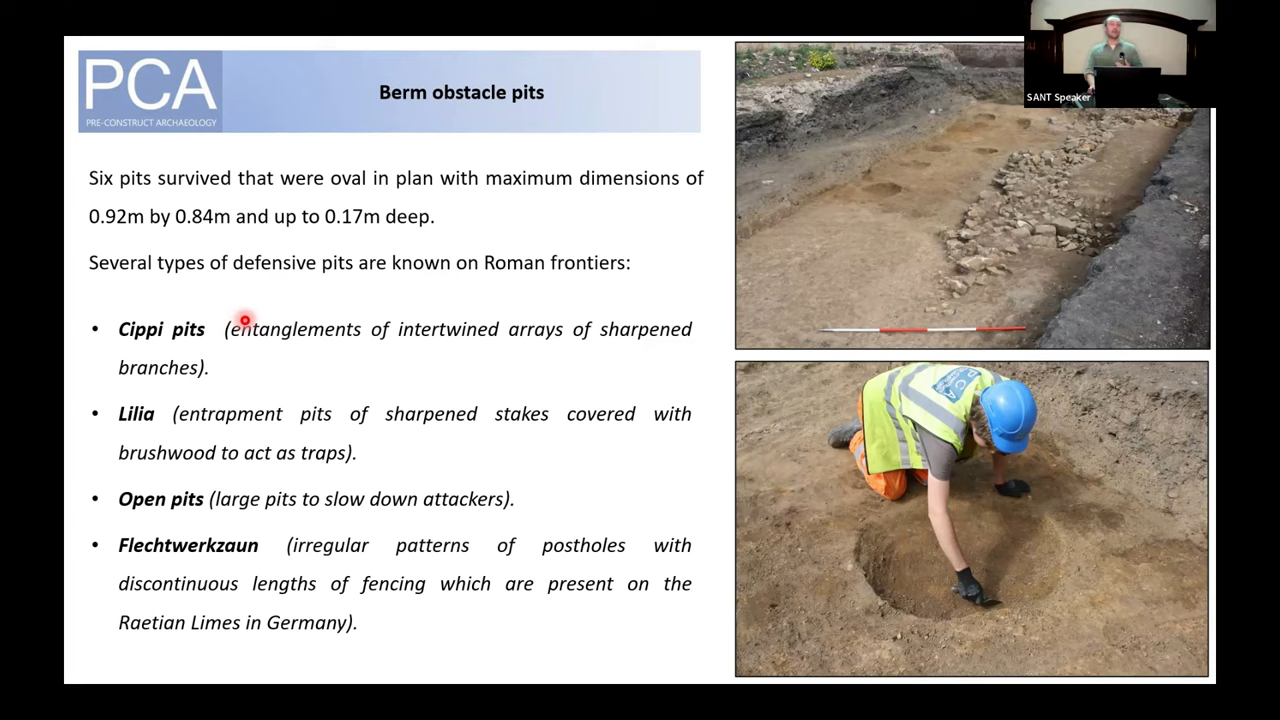 PCA
PRE-CONSTRUCT ARCHAEOLOGY
Berm obstacle pits
SANT Speaker
Six pits survived that were oval in plan with maximum dimensions of
0.92m by 0.84m and up to 0.17m deep.
Several types of defensive pits are known on Roman frontiers:
• Cippi pits (entanglements of intertwined arrays of sharpened
branches).
• Lilia (entrapment pits of sharpened stakes covered with
brushwood to act as traps).
• Open pits (large pits to slow down attackers).
• Flechtwerkzaun (irregular patterns of postholes with
discontinuous lengths of fencing which are present on the
Raetian Limes in Germany).
PCA